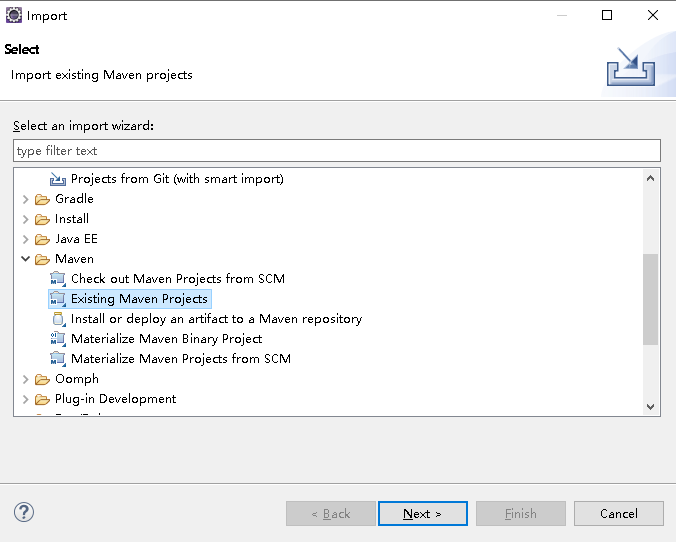 Import
Select
Import existing Maven projects
Select an import wizard:
type filter text
Projects from Git (with smart import)
Gradle
Install
Java EE
Maven
Check out Maven Projects from SCM
Existing Maven Projects
Install or deploy an artifact to a Maven repository
Materialize Maven Binary Project
Materialize Maven Projects from SCM
Oomph
Plug-in Development
< Back
Next >
Finish
Cancel